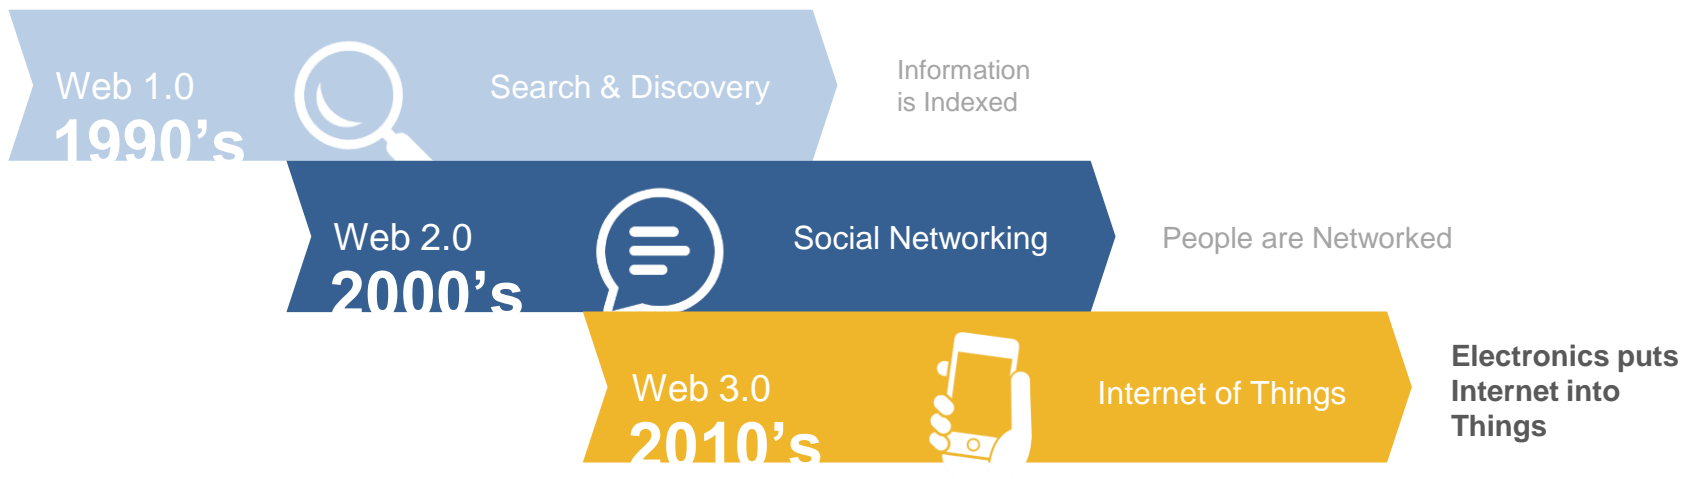 Web 1.0
1990’s
Search & Discovery
Information
is Indexed
Web 2.0
2000’s
Social Networking
People are Networked
Web 3.0
2010’s
Internet of Things
Electronics puts
Internet into
Things